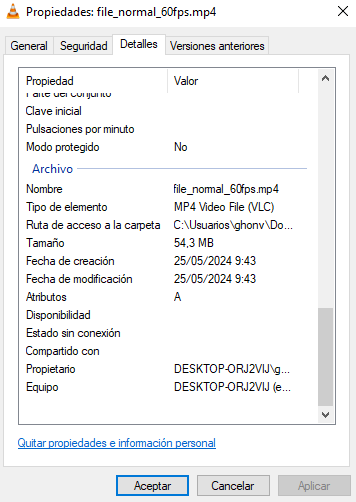 Propiedades: file_normal_60fps.mp4
General Seguridad Detalles Versiones anteriores
Propiedad Valor
Parte del conjunto
Clave inicial
Pulsaciones por minuto
Modo protegido No
Archivo
Nombre file_normal_60fps.mp4
Tipo de elemento MP4 Video File (VLC)
Ruta de acceso a la carpeta C:\Usuarios\ghonv\Do...
Tamaño 54,3 MB
Fecha de creación 25/05/2024 9:43
Fecha de modificación 25/05/2024 9:43
Atributos A
Disponibilidad
Estado sin conexión
Compartido con
Propietario DESKTOP-ORJ2VIJ\g...
Equipo DESKTOP-ORJ2VIJ (e...
Quitar propiedades e información personal
Aceptar Cancelar Aplicar